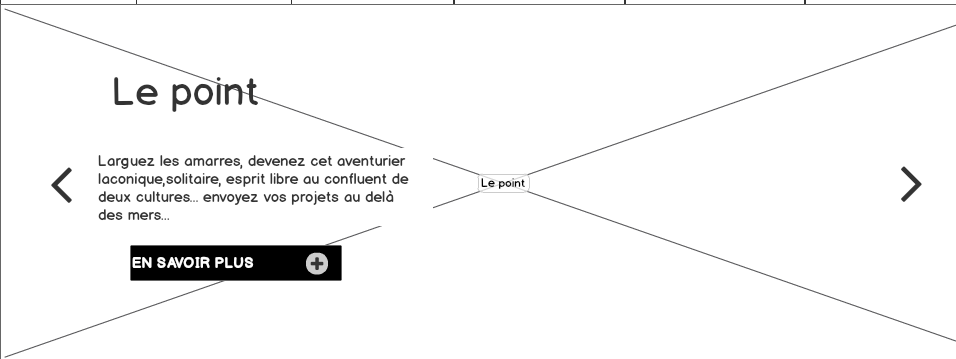 Le point
Larguez les amarres, devenez cet aventurier
laconique,solitaire, esprit libre au confluent de
deux cultures... envoyez vos projets au delà
des mers...
Le point
EN SAVOIR PLUS